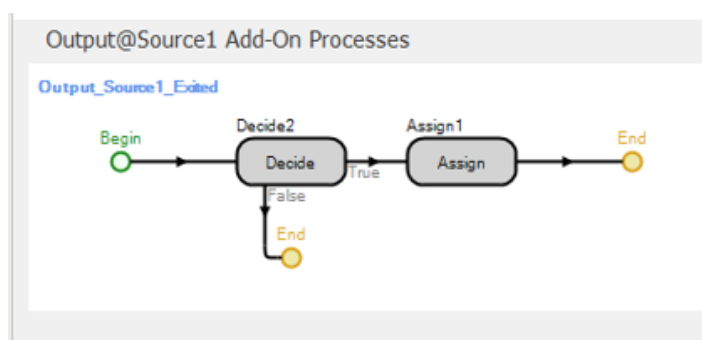 Output@Source1 Add-On Processes
Output_Source1_Exited
Begin
Decide2
Decide
True
False
End
Assign1
Assign
End